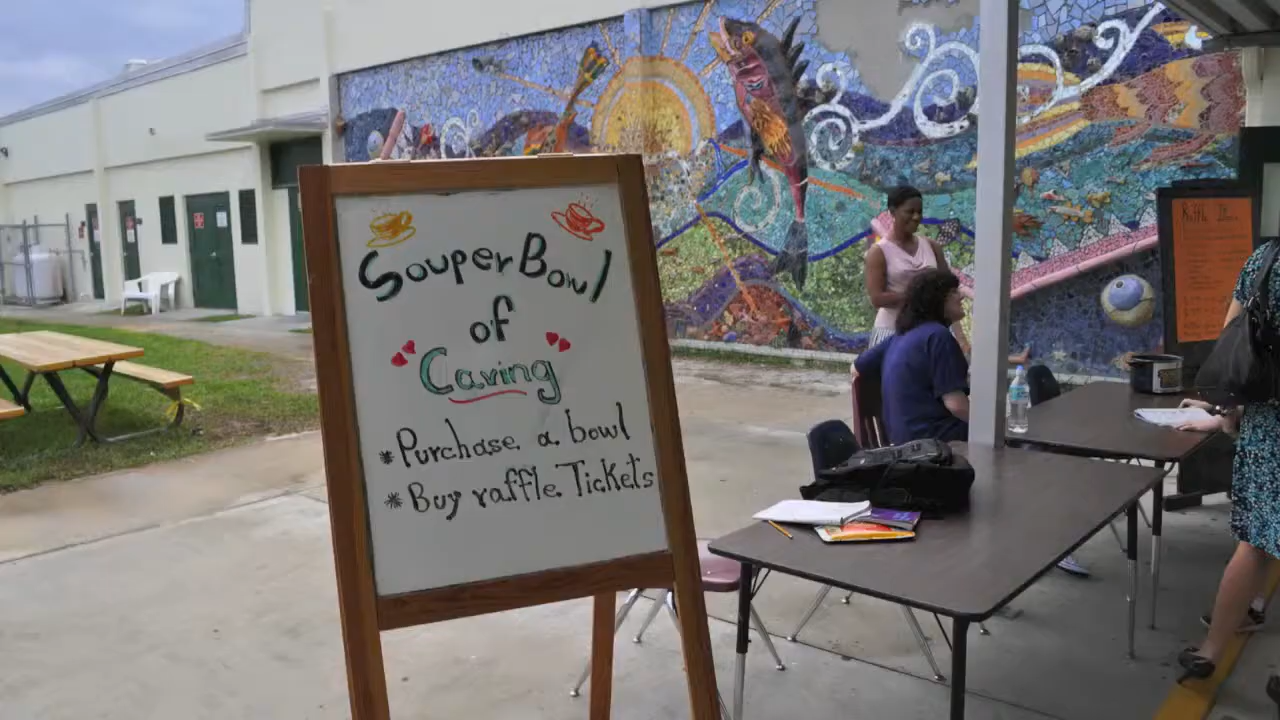 Souper Bowl
of
Caring
* Purchase a bowl
* Buy raffle Tickets